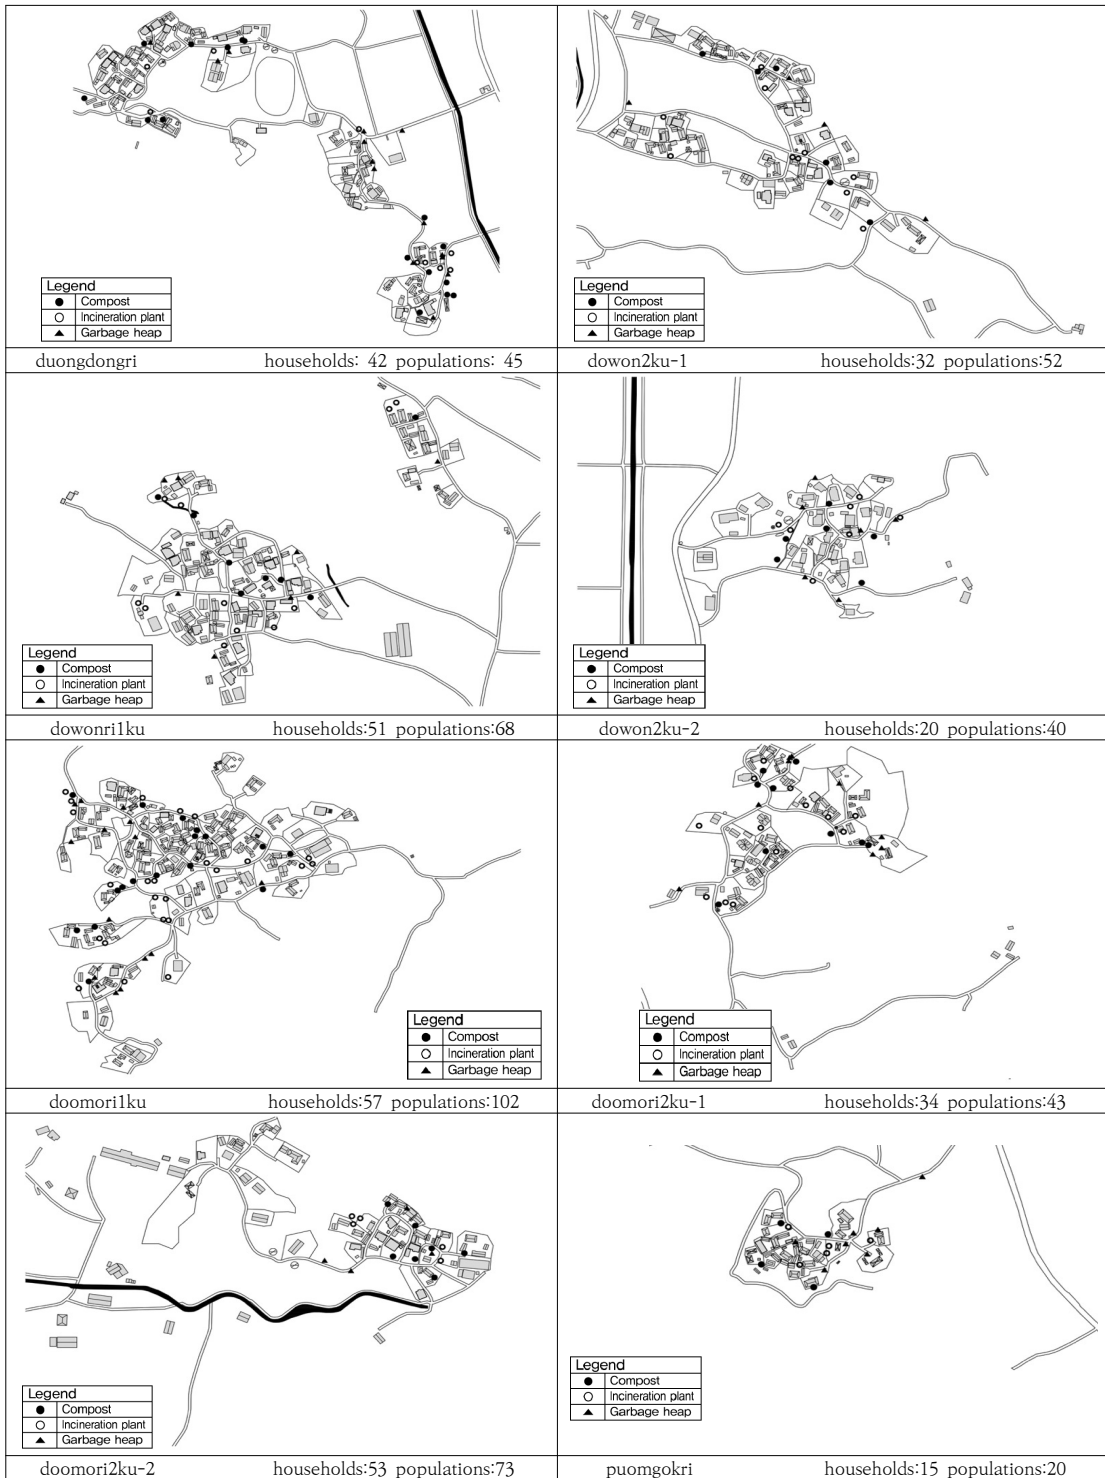 Legend
● Compost
○ Incineration plant
▲ Garbage heap
duongdongri households: 42 populations: 45
Legend
● Compost
○ Incineration plant
▲ Garbage heap
dowon2ku-1 households:32 populations:52
Legend
● Compost
○ Incineration plant
▲ Garbage heap
dowonri1ku households:51 populations:68
Legend
● Compost
○ Incineration plant
▲ Garbage heap
dowon2ku-2 households:20 populations:40
Legend
● Compost
○ Incineration plant
▲ Garbage heap
doomori1ku households:57 populations:102
Legend
● Compost
○ Incineration plant
▲ Garbage heap
doomori2ku-1 households:34 populations:43
Legend
● Compost
○ Incineration plant
▲ Garbage heap
doomori2ku-2 households:53 populations:73
Legend
● Compost
○ Incineration plant
▲ Garbage heap
puomgokri households:15 populations:20